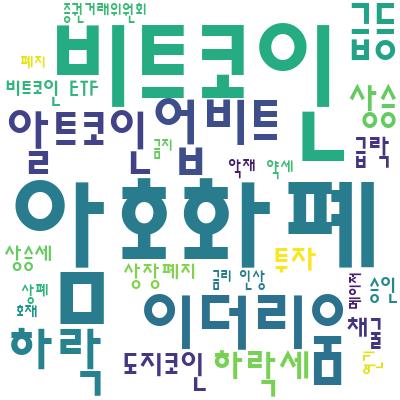 증권거래위원회
비트코인
급등
폐지
비트코인 ETF
상승
알트코인
업비트
금지
급락
악재
약세
암호화폐
상승세
상장폐지
투자
금리 인상
메이저
승인
상폐
호재
이더리움
채굴
하락
도지코인
하락세